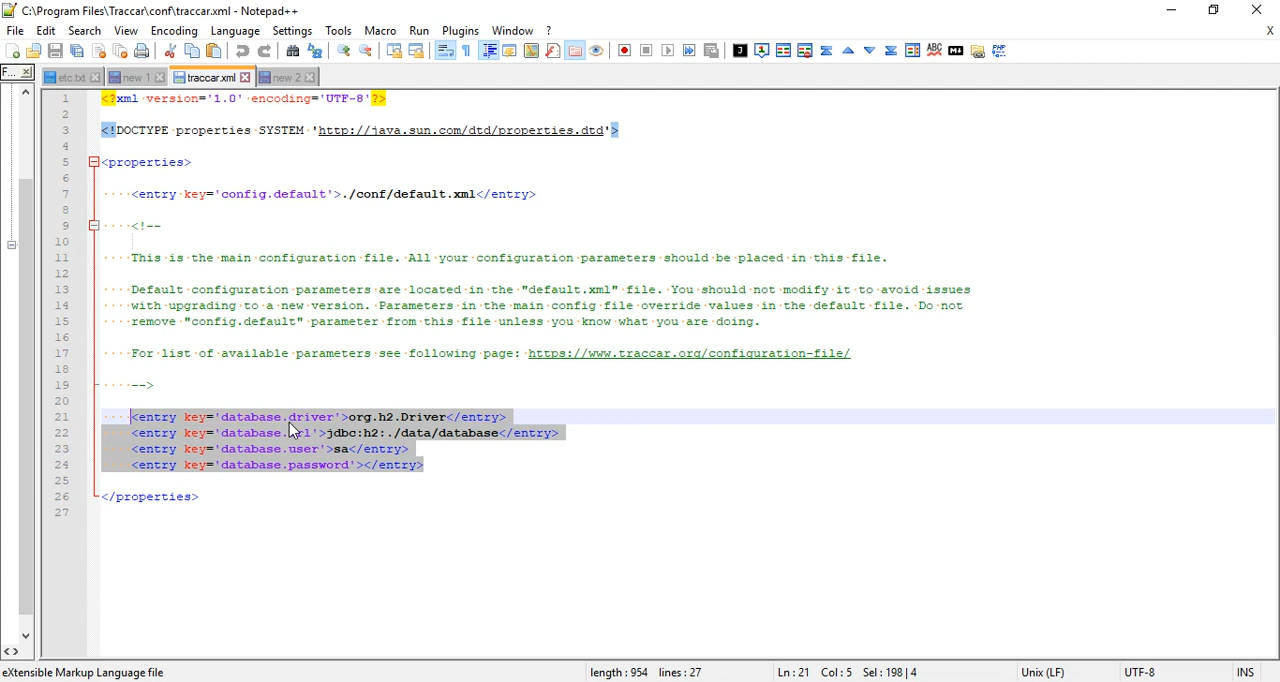 C:\Program Files\Traccar\conf\traccar.xml - Notepad++
File Edit Search View Encoding Language Settings Tools Macro Run Plugins Window ? X
F... etc.txt new 1 traccar.xml new 2
1 <?xml version='1.0' encoding='UTF-8'?>
2
3 <!DOCTYPE properties SYSTEM 'http://java.sun.com/dtd/properties.dtd'>
4
5 <properties>
6
7 <entry key='config.default'>./conf/default.xml</entry>
8
9 <!--
10
11 This is the main configuration file. All your configuration parameters should be placed in this file.
12
13 Default configuration parameters are located in the "default.xml" file. You should not modify it to avoid issues
14 with upgrading to a new version. Parameters in the main config file override values in the default file. Do not
15 remove "config.default" parameter from this file unless you know what you are doing.
16
17 For list of available parameters see following page: https://www.traccar.org/configuration-file/
18
19 -->
20
21 <entry key='database.driver'>org.h2.Driver</entry>
22 <entry key='database.url'>jdbc:h2:./data/database</entry>
23 <entry key='database.user'>sa</entry>
24 <entry key='database.password'></entry>
25
26 </properties>
27
eXtensible Markup Language file length : 954 lines : 27 Ln : 21 Col : 5 Sel : 198 | 4 Unix (LF) UTF-8 INS